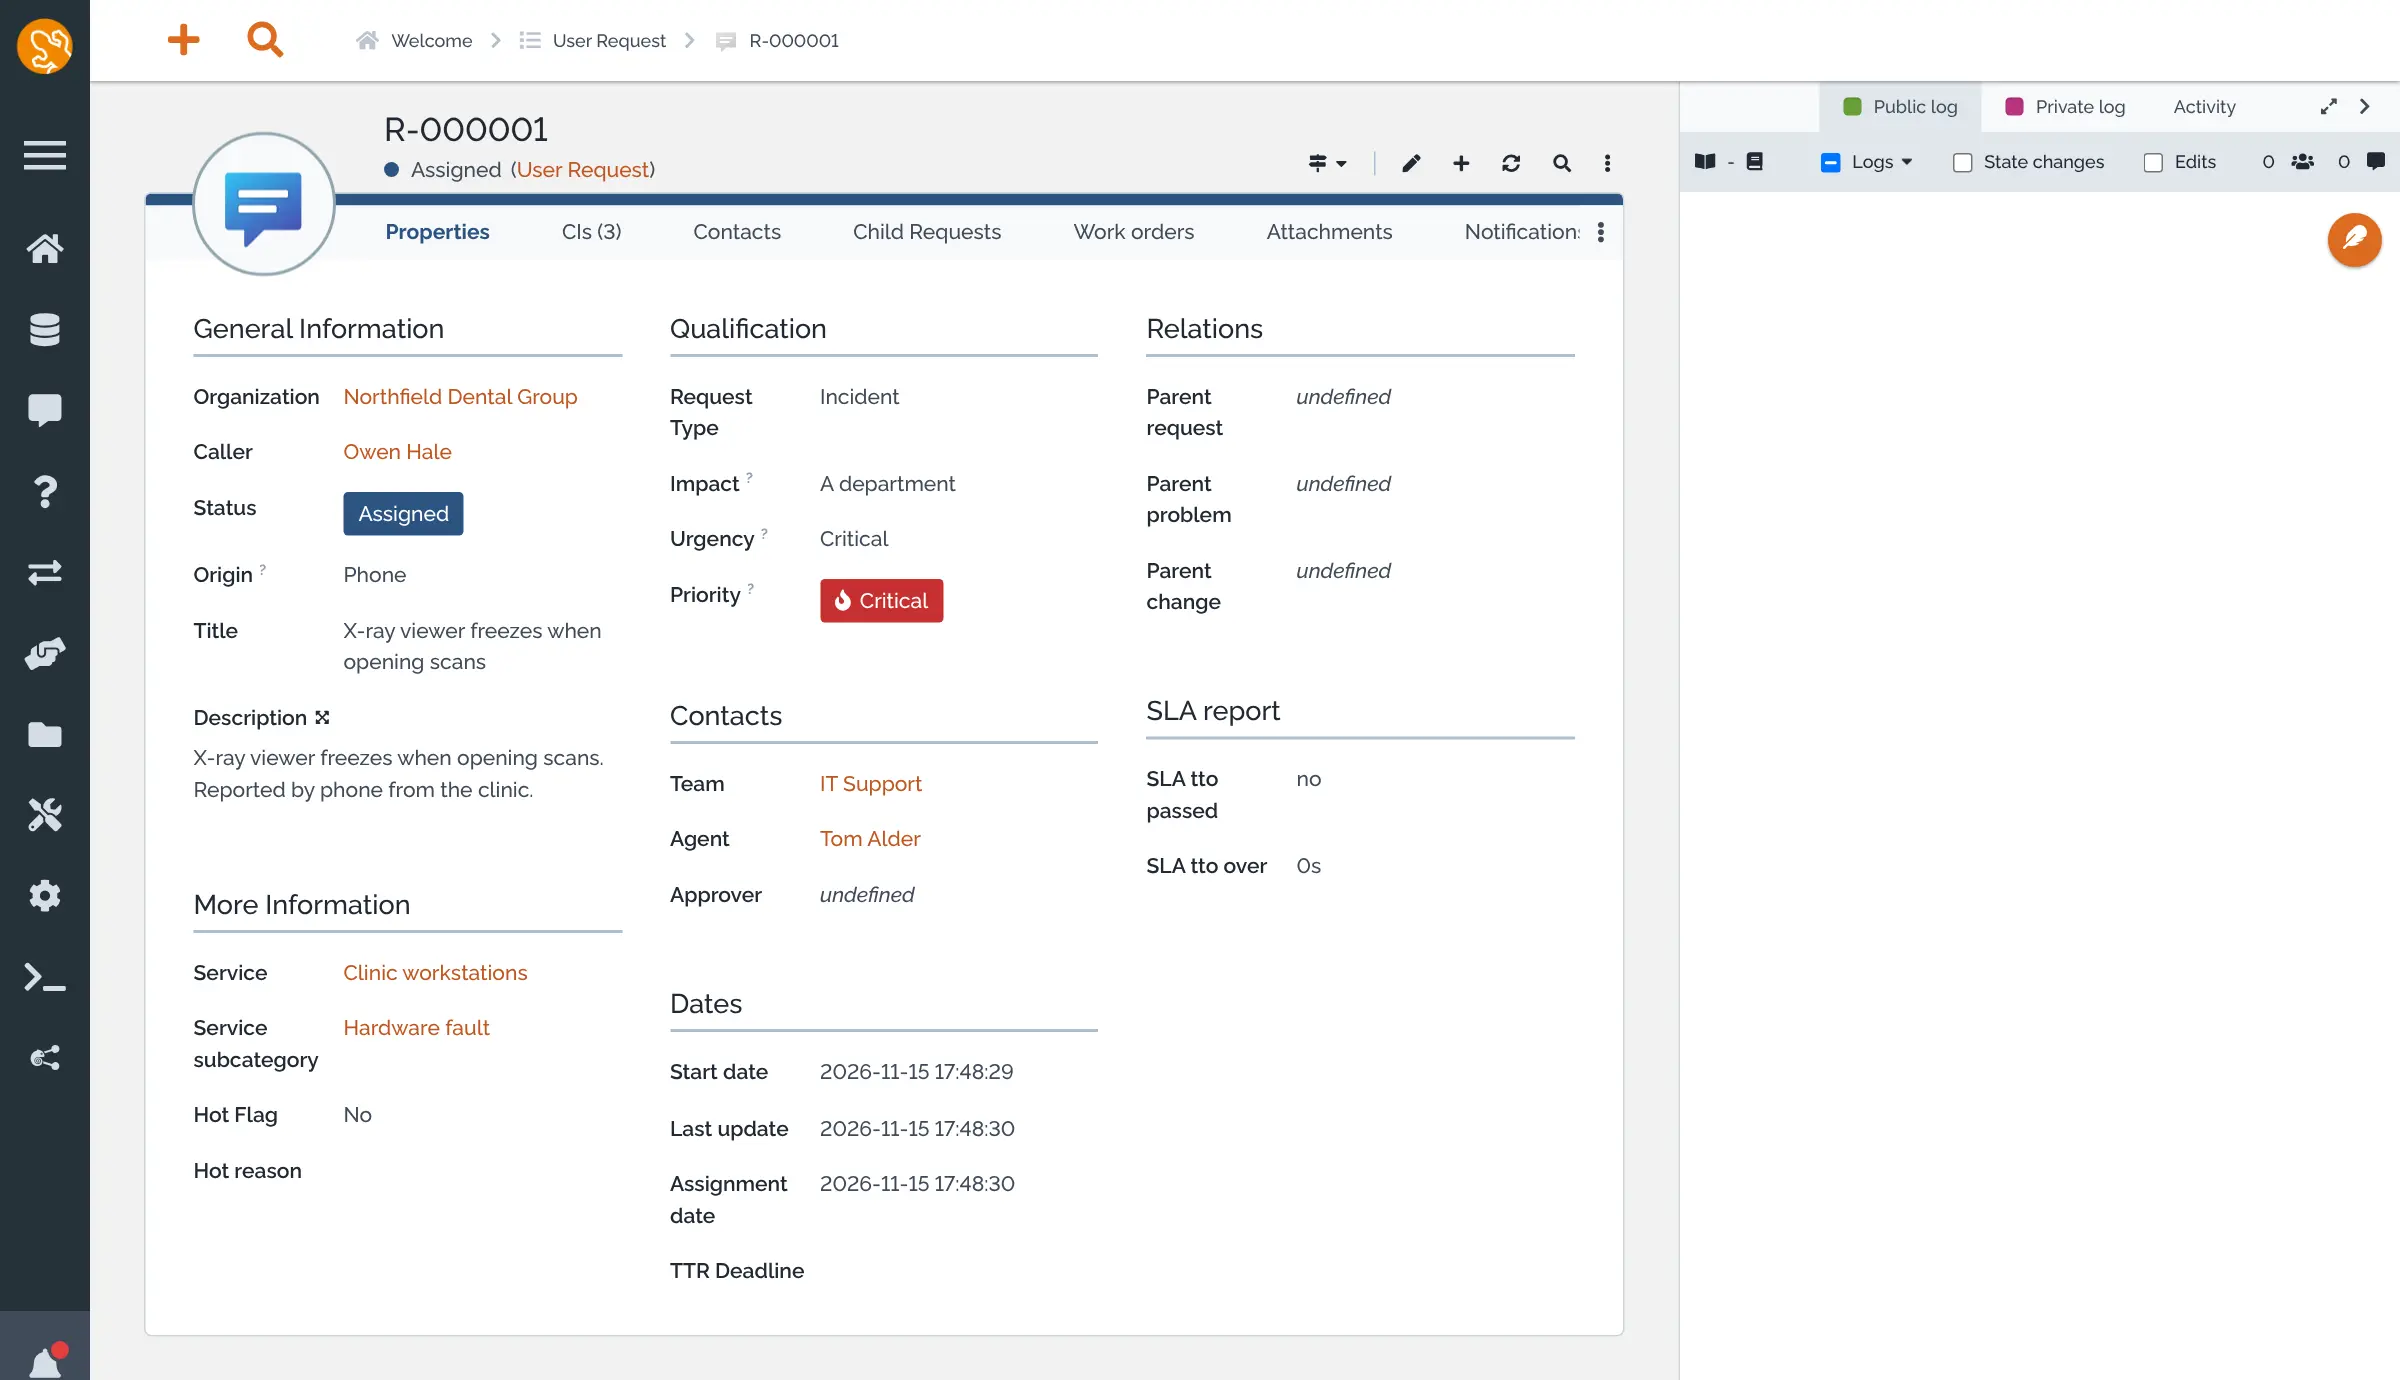 Welcome
User Request
R-000001
R-000001
Assigned (User Request)
Properties
CIs (3)
Contacts
Child Requests
Work orders
Attachments
Notifications
General Information
Organization
Northfield Dental Group
Caller
Owen Hale
Status
Assigned
Origin ?
Phone
Title
X-ray viewer freezes when
opening scans
Description
X-ray viewer freezes when opening scans.
Reported by phone from the clinic.
More Information
Service
Clinic workstations
Service
subcategory
Hardware fault
Hot Flag
No
Hot reason
Qualification
Request
Type
Incident
Impact ?
A department
Urgency ?
Critical
Priority ?
Critical
Contacts
Team
IT Support
Agent
Tom Alder
Approver
undefined
Dates
Start date
2026-11-15 17:48:29
Last update
2026-11-15 17:48:30
Assignment
date
2026-11-15 17:48:30
TTR Deadline
Relations
Parent
request
undefined
Parent
problem
undefined
Parent
change
undefined
SLA report
SLA tto
passed
no
SLA tto over
0s
Public log
Private log
Activity
-
Logs
State changes
Edits
0
0